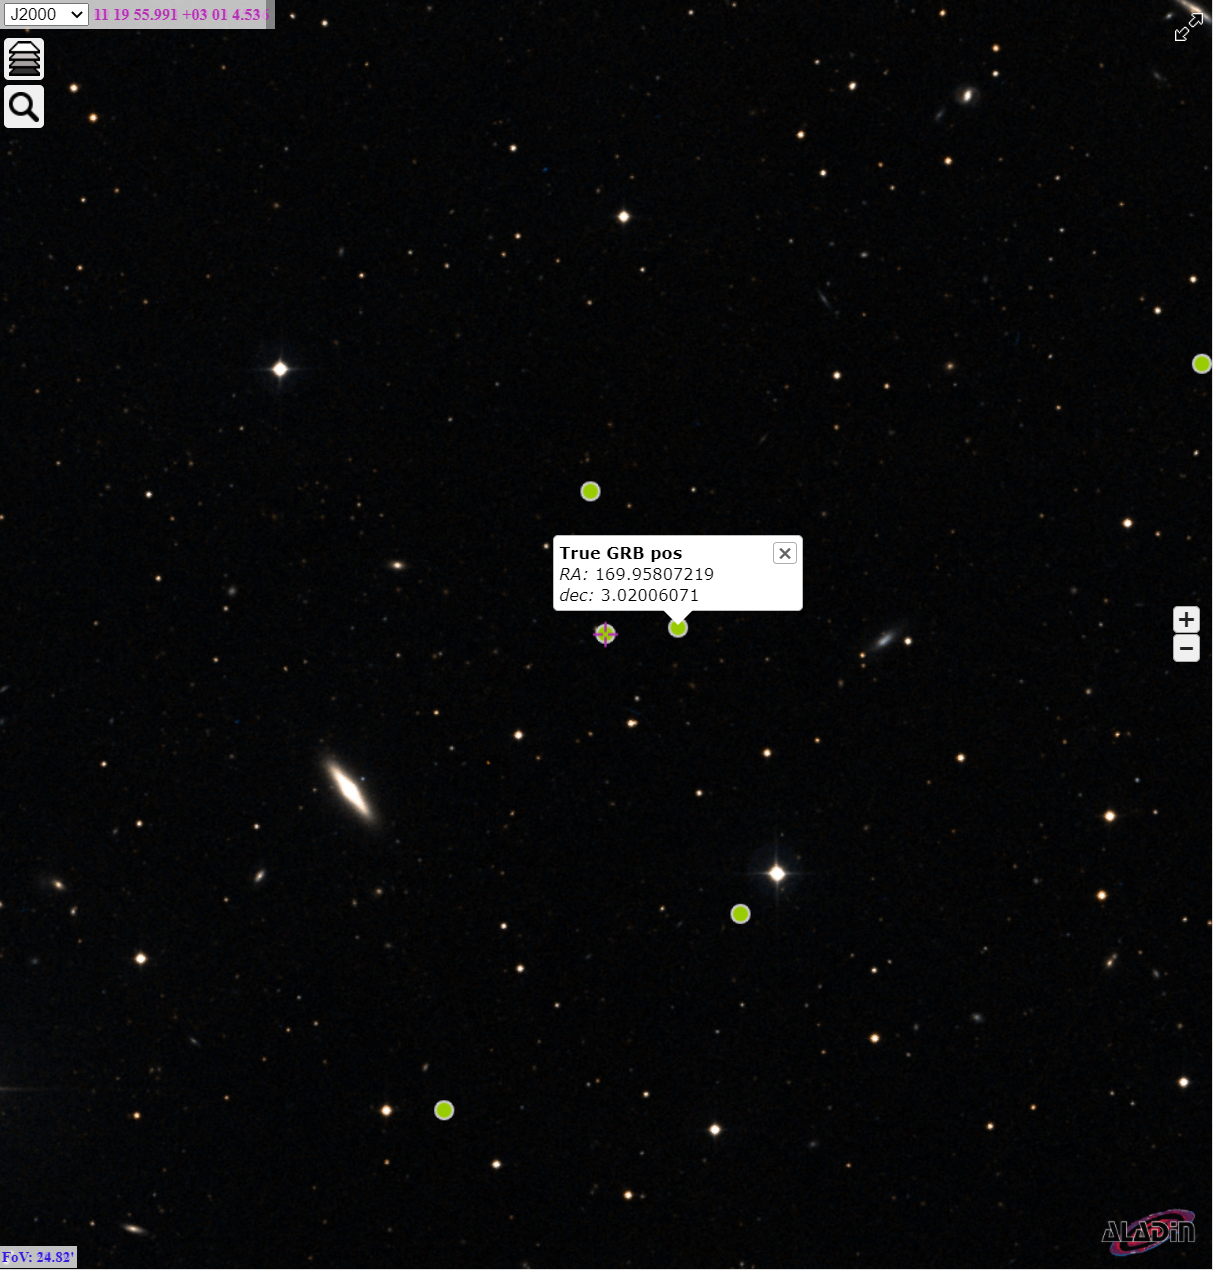 J2000 11 19 55.991 +03 01 4.536
True GRB pos
RA: 169.95807219
dec: 3.02006071
ALADIN
FoV: 24.82'